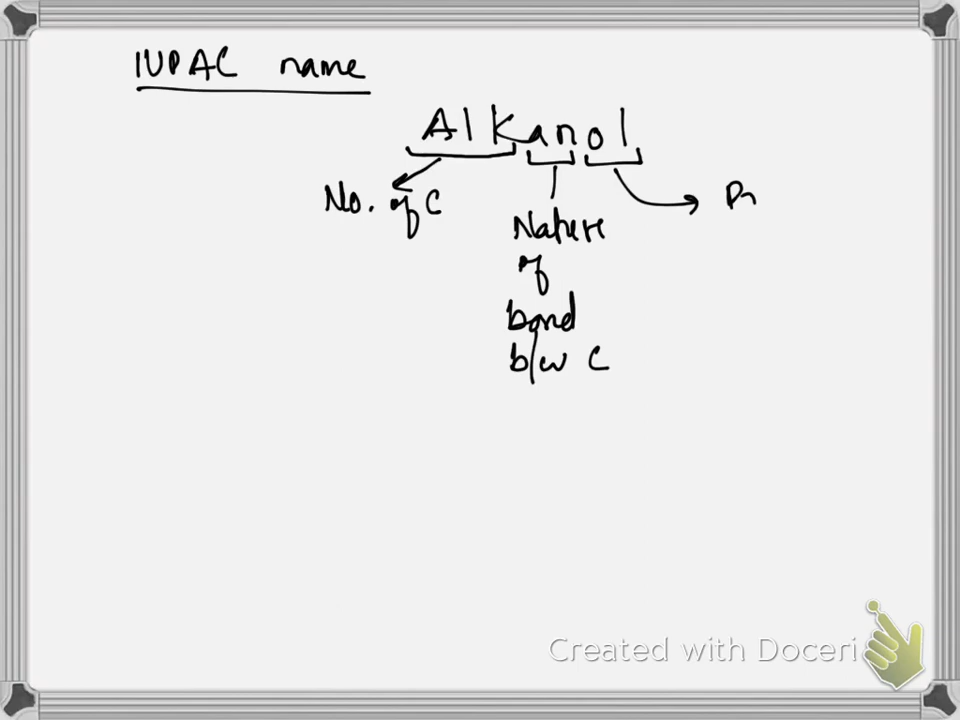 IUPAC name
Alkanol
No. of C
Nature
of
bond
b/w C
Created with Doceri